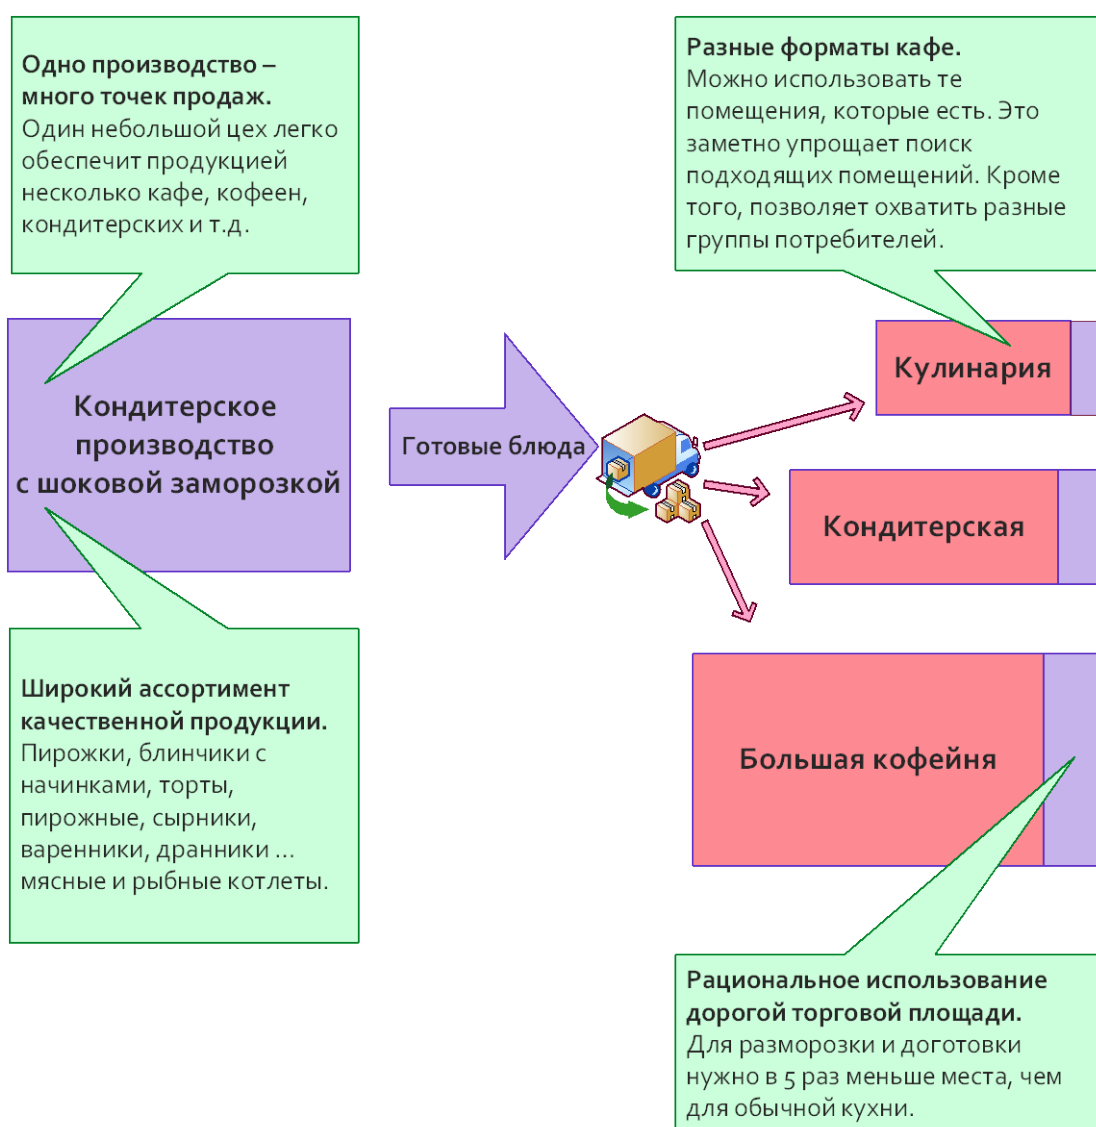 Одно производство –
много точек продаж.
Один небольшой цех легко
обеспечит продукцией
несколько кафе, кофеен,
кондитерских и т.д.
Разные форматы кафе.
Можно использовать те
помещения, которые есть. Это
заметно упрощает поиск
подходящих помещений. Кроме
того, позволяет охватить разные
группы потребителей.
Кондитерское
производство
с шоковой заморозкой
Готовые блюда
Кулинария
Кондитерская
Большая кофейня
Широкий ассортимент
качественной продукции.
Пирожки, блинчики с
начинками, торты,
пирожные, сырники,
варенники, дранники ...
мясные и рыбные котлеты.
Рациональное использование
дорогой торговой площади.
Для разморозки и доготовки
нужно в 5 раз меньше места, чем
для обычной кухни.